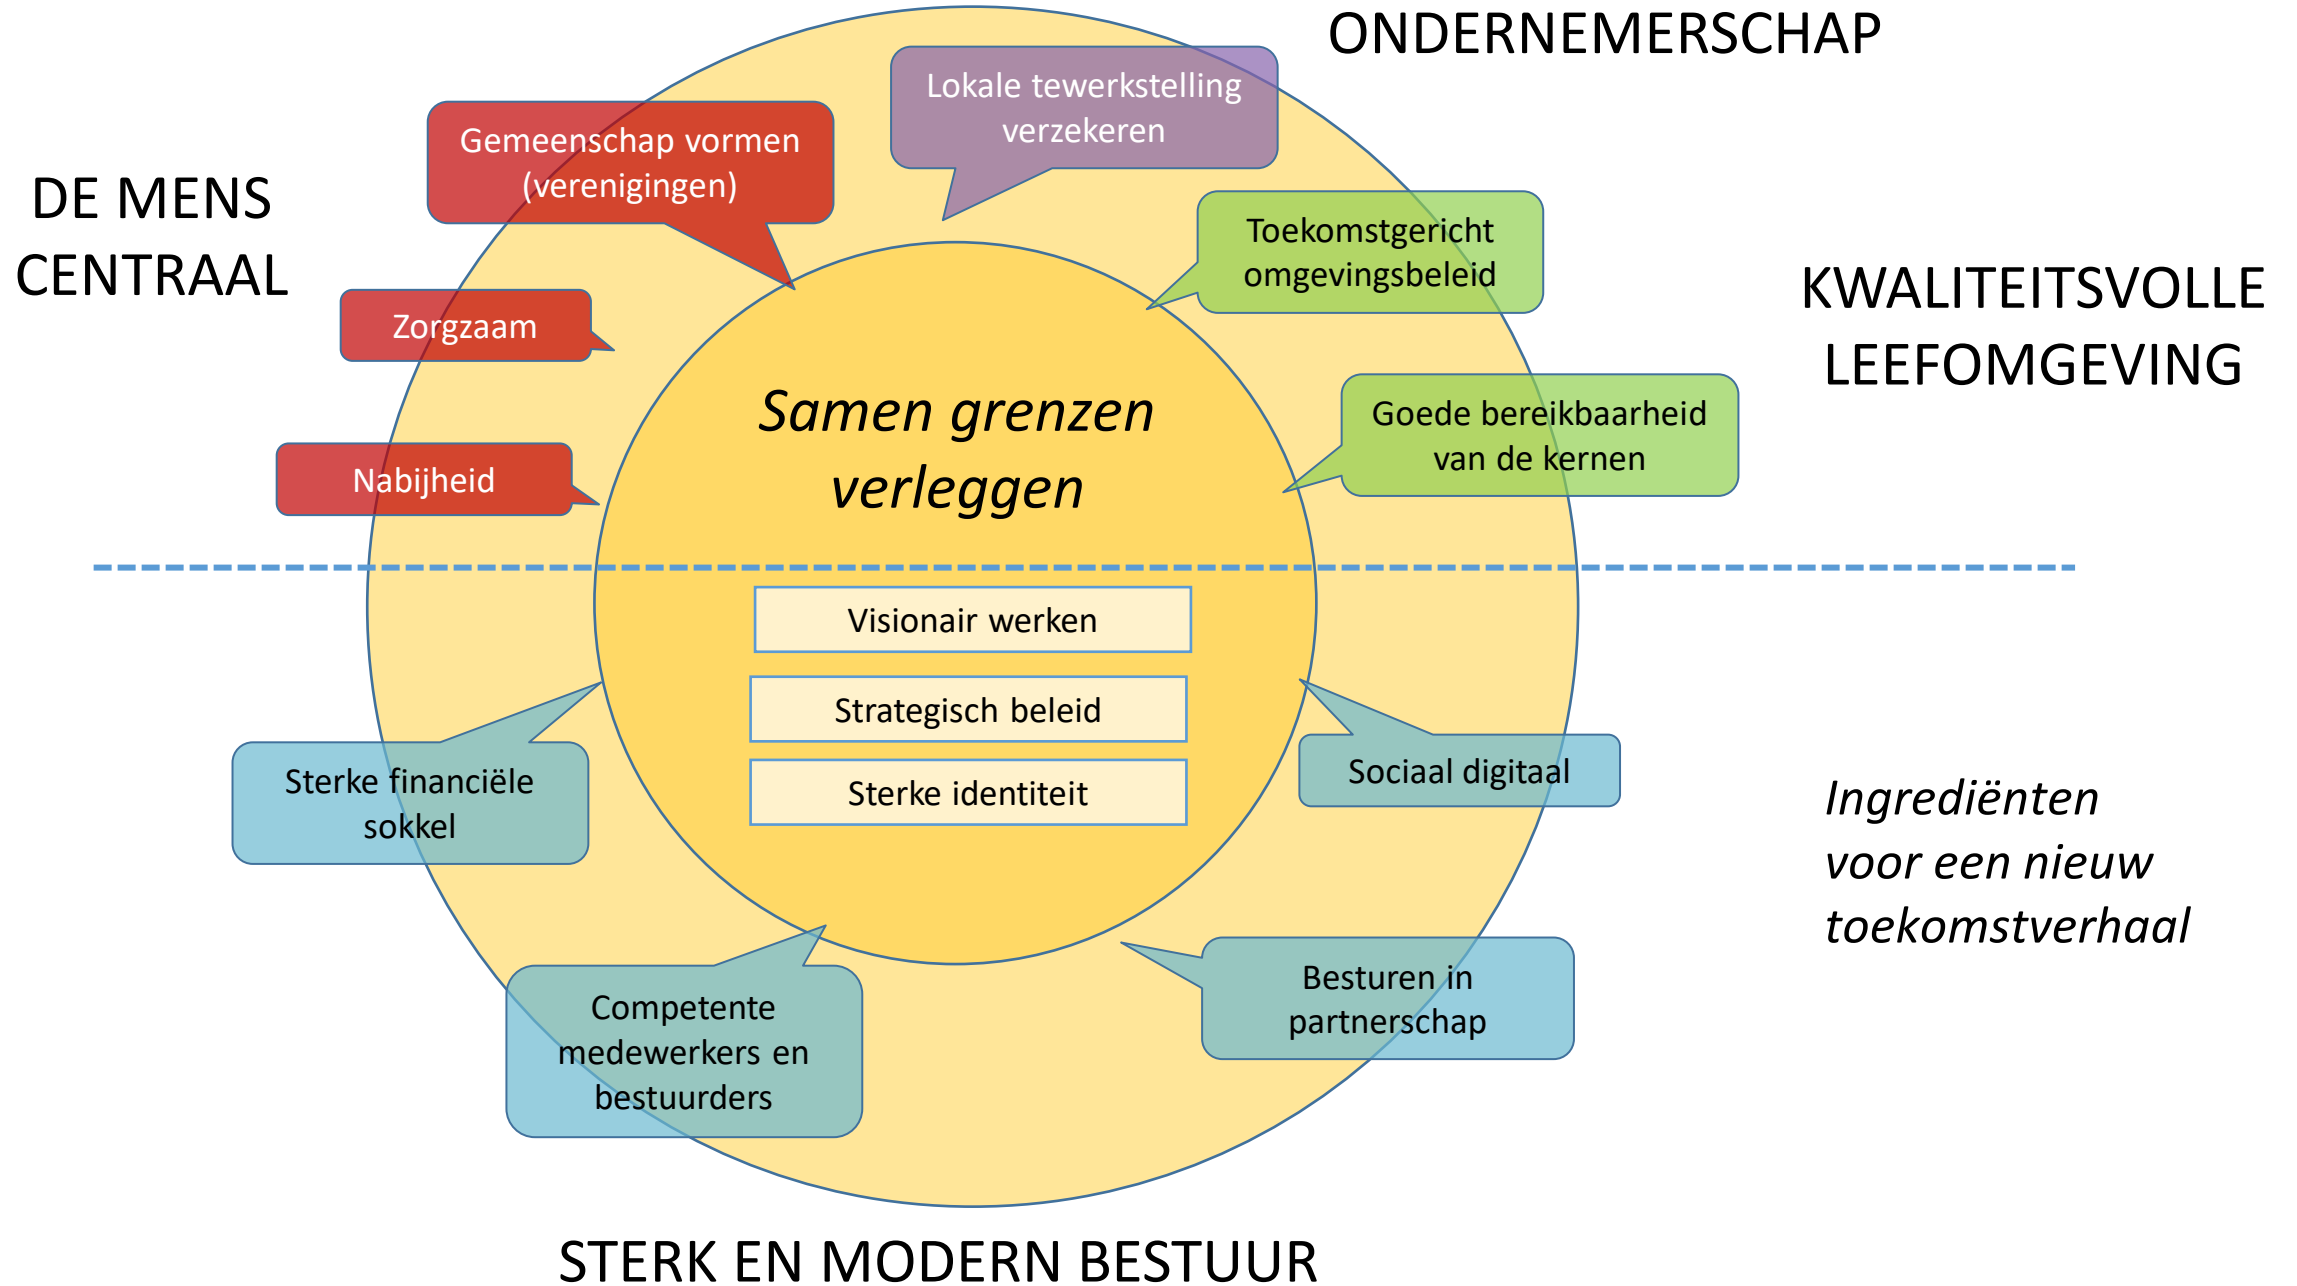 ONDERNEMERSCHAP
Lokale tewerkstelling
verzekeren
Gemeenschap vormen
(verenigingen)
DE MENS
CENTRAAL
Toekomstgericht
omgevingsbeleid
KWALITEITSVOLLE
LEEFOMGEVING
Zorgzaam
Samen grenzen
verleggen
Goede bereikbaarheid
van de kernen
Nabijheid
Visionair werken
Strategisch beleid
Sterke identiteit
Sterke financiële
sokkel
Sociaal digitaal
Ingrediënten
voor een nieuw
toekomstverhaal
Competente
medewerkers en
bestuurders
Besturen in
partnerschap
STERK EN MODERN BESTUUR